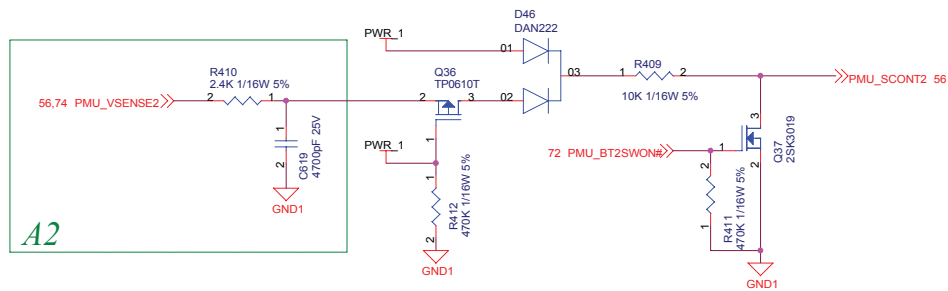 D46
DAN222
PWR_1
01
R410
2.4K 1/16W 5%
Q36
TP0610T
03
R409
1
2
PMU_SCONT2 56
56,74 PMU_VSENSE2
2
1
2
3
02
10K 1/16W 5%
1
2
C619
4700pF 25V
1
PWR_1
3
72 PMU_BT2SWON#
1
2
Q37
2SK3019
GND1
1
2
R412
470K 1/16W 5%
2
1
R411
470K 1/16W 5%
A2
GND1
GND1